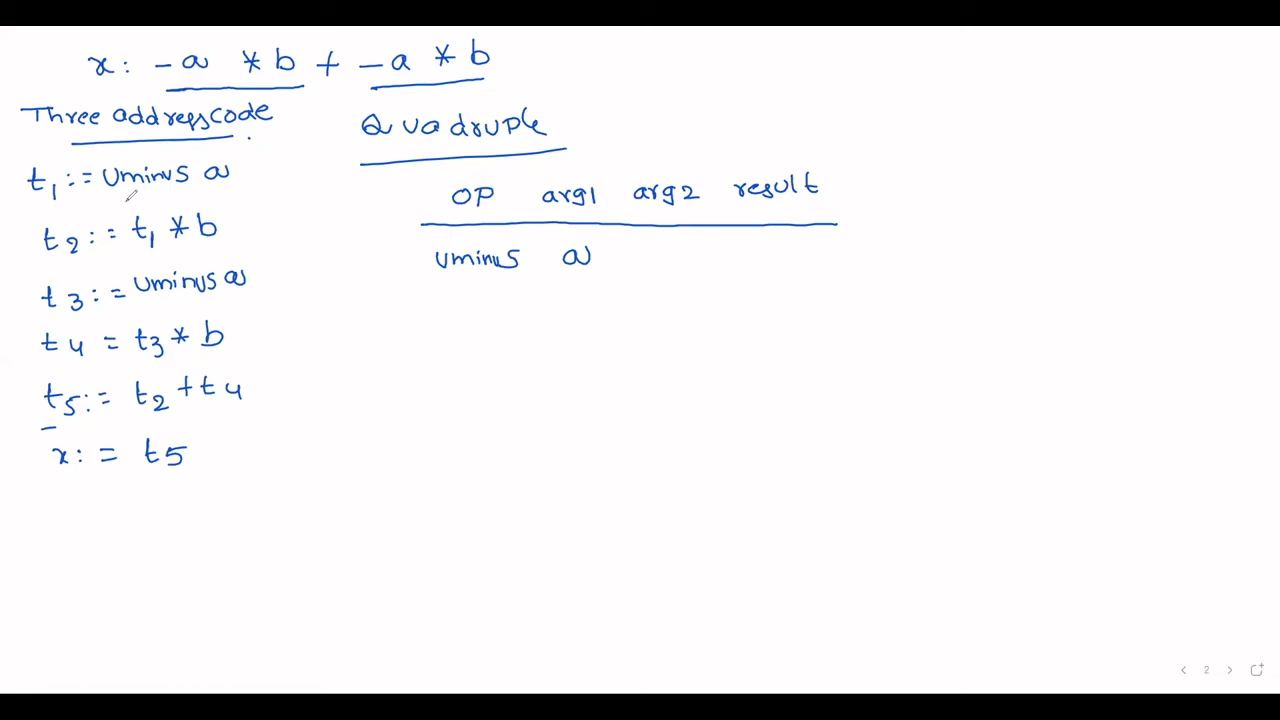 x: -a * b + -a * b
Three address code.
t1 := uminus a
t2 := t1 * b
t3 := uminus a
t4 = t3 * b
t5 := t2 + t4
x := t5
Quadruple
OP arg1 arg2 result
uminus a
2